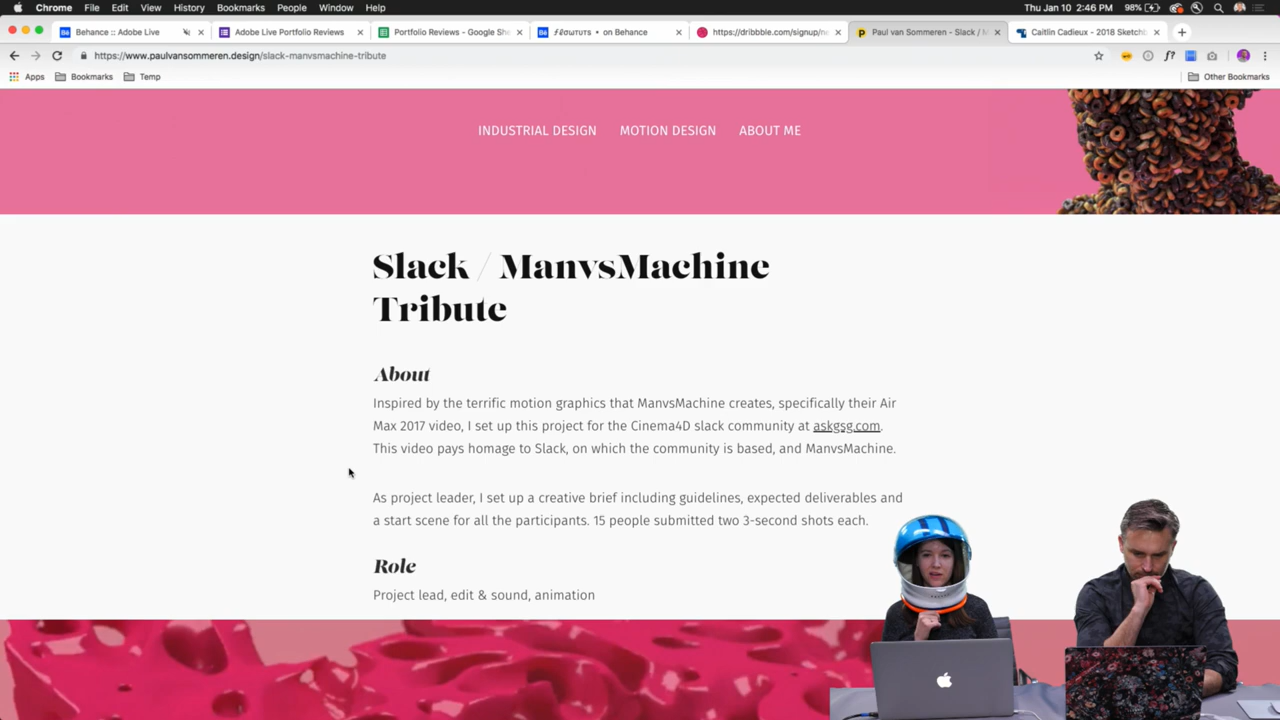 Chrome File Edit View History Bookmarks People Window Help
98% Thu Jan 10 2:46 PM
Behance :: Adobe Live
Adobe Live Portfolio Reviews
Portfolio Reviews - Google She
on Behance
https://dribbble.com/signup/ne
Paul van Sommeren - Slack / M
Caitlin Cadieux - 2018 Sketchb
https://www.paulvansommeren.design/slack-manvsmachine-tribute
Apps Bookmarks Temp Other Bookmarks
INDUSTRIAL DESIGN MOTION DESIGN ABOUT ME
Slack / ManvsMachine
Tribute
About
Inspired by the terrific motion graphics that ManvsMachine creates, specifically their Air
Max 2017 video, I set up this project for the Cinema4D slack community at askgsg.com.
This video pays homage to Slack, on which the community is based, and ManvsMachine.
As project leader, I set up a creative brief including guidelines, expected deliverables and
a start scene for all the participants. 15 people submitted two 3-second shots each.
Role
Project lead, edit & sound, animation